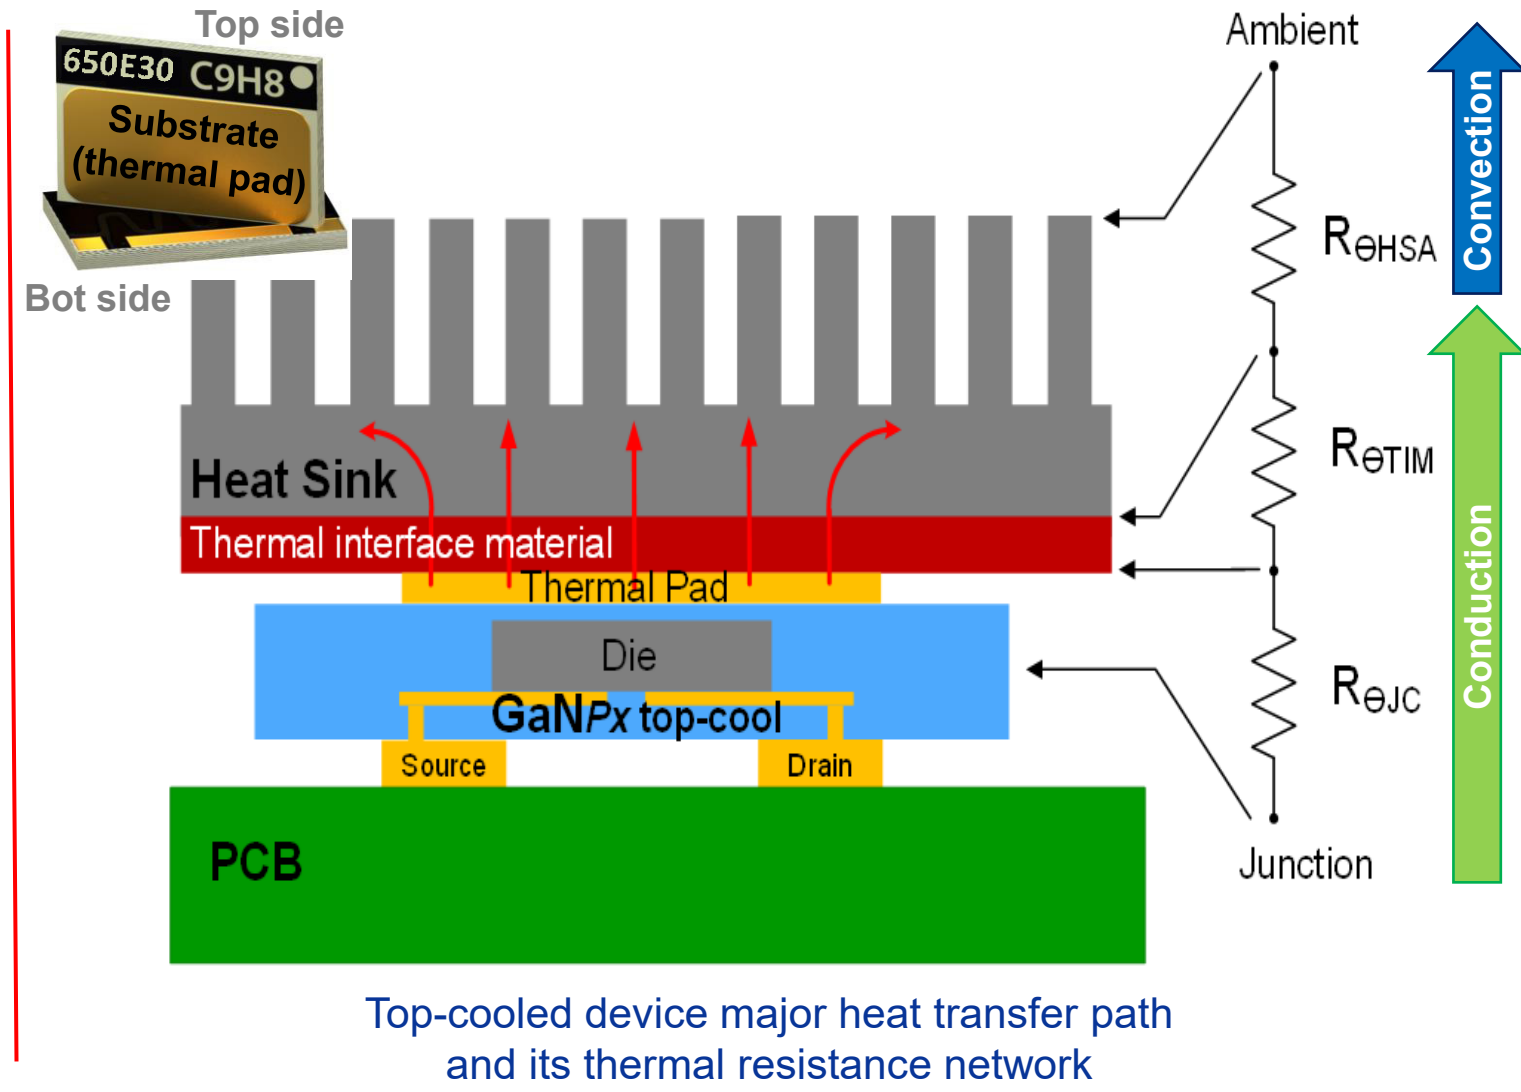 Top side
650E30 C9H8
Substrate
(thermal pad)
Bot side
Ambient
Convection
RΘHSA
RΘTIM
Heat Sink
Thermal interface material
Thermal Pad
Die
Conduction
RΘJC
GaNPx top-cool
Source
Drain
PCB
Junction
Top-cooled device major heat transfer path
and its thermal resistance network